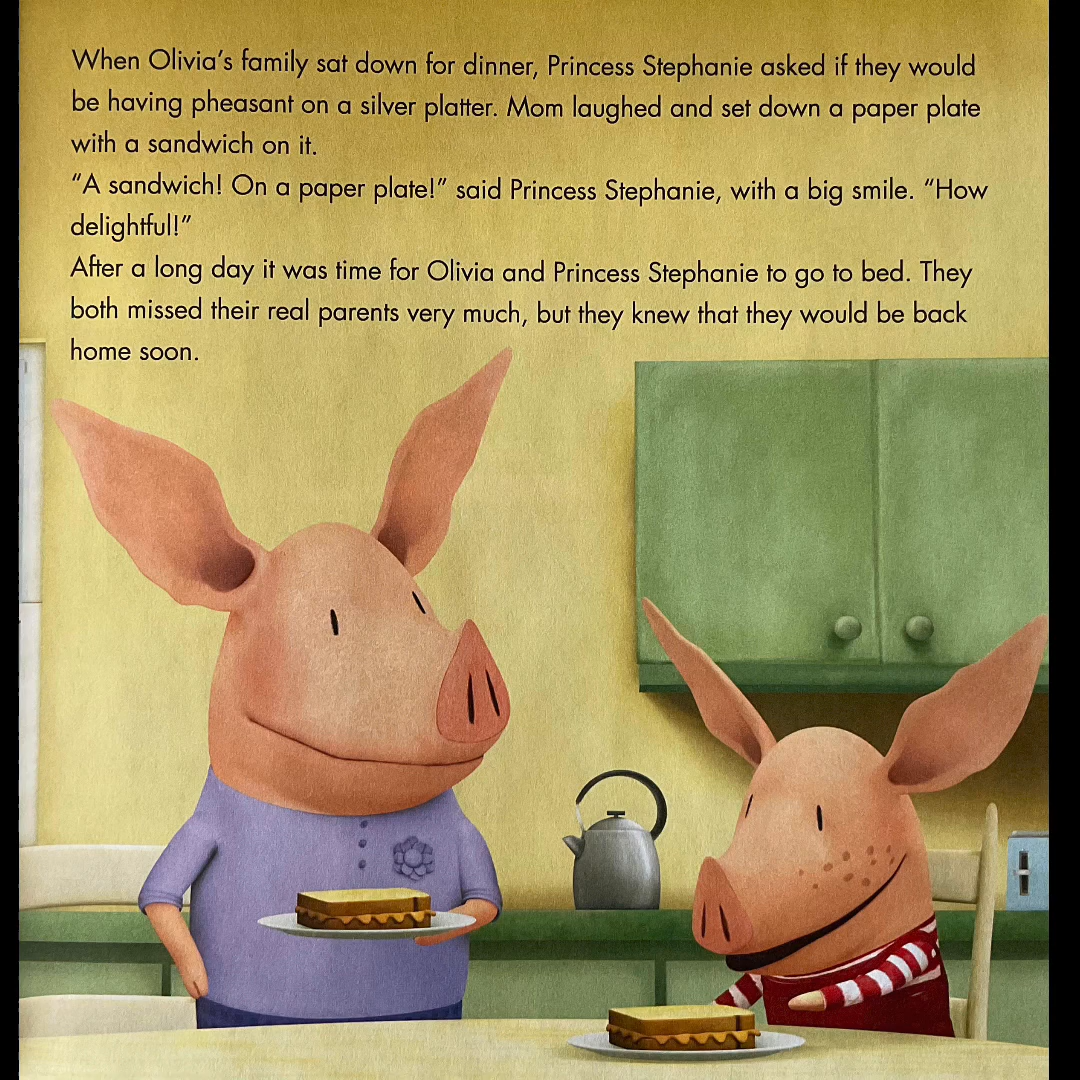 When Olivia’s family sat down for dinner, Princess Stephanie asked if they would
be having pheasant on a silver platter. Mom laughed and set down a paper plate
with a sandwich on it.
“A sandwich! On a paper plate!” said Princess Stephanie, with a big smile. “How
delightful!”
After a long day it was time for Olivia and Princess Stephanie to go to bed. They
both missed their real parents very much, but they knew that they would be back
home soon.